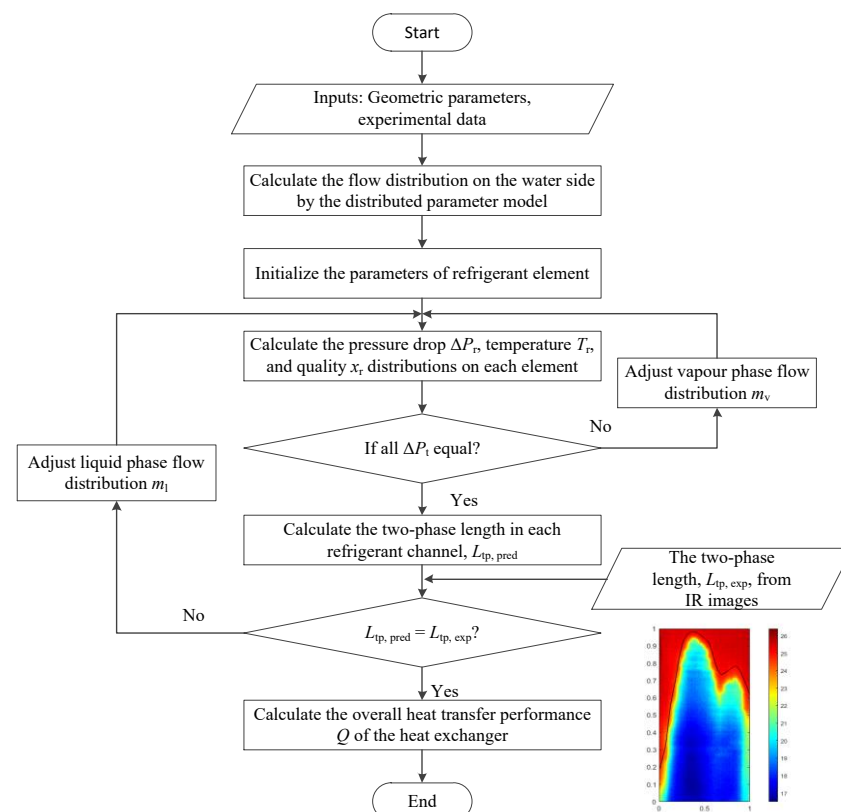 Start
Inputs: Geometric parameters,
experimental data
Calculate the flow distribution on the water side
by the distributed parameter model
Initialize the parameters of refrigerant element
Calculate the pressure drop ΔPr, temperature Tr,
and quality xr distributions on each element
Adjust vapour phase flow
distribution mv
No
If all ΔPt equal?
Adjust liquid phase flow
distribution ml
Yes
Calculate the two-phase length in each
refrigerant channel, Ltp, pred
The two-phase
length, Ltp, exp, from
IR images
No
Ltp, pred = Ltp, exp?
Yes
Calculate the overall heat transfer performance
Q of the heat exchanger
End
1
0.9
0.8
0.7
0.6
0.5
0.4
0.3
0.2
0.1
0
0
0.5
1
26
25
24
23
22
21
20
19
18
17